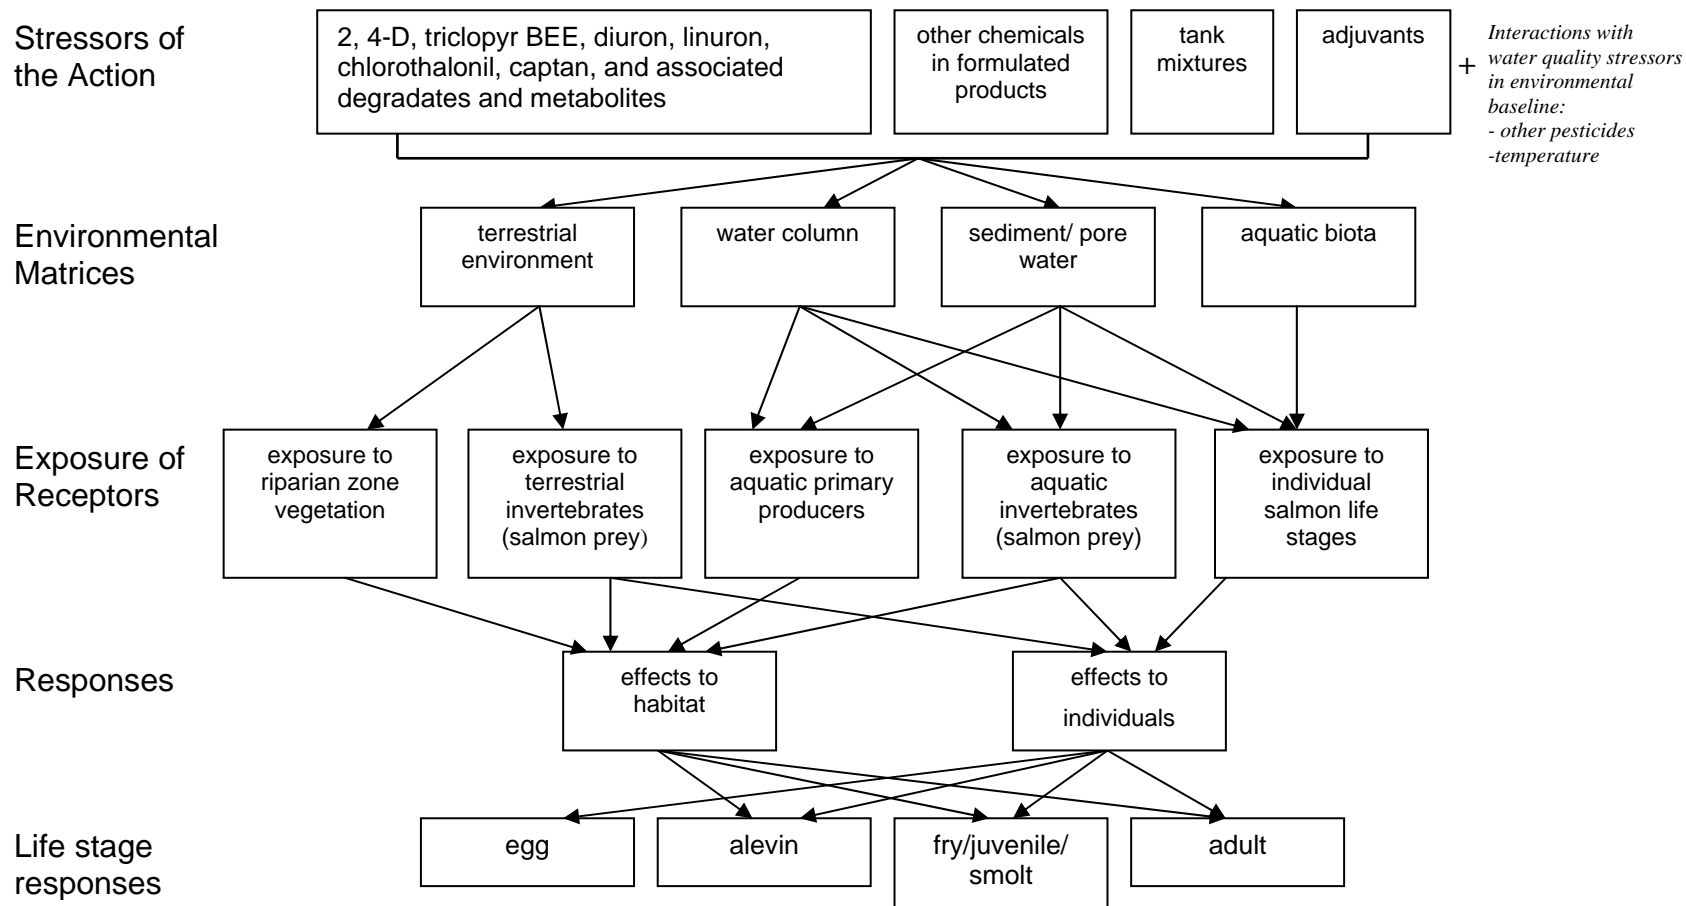 Stressors of
the Action
2, 4-D, triclopyr BEE, diuron, linuron,
chlorothalonil, captan, and associated
degradates and metabolites
other chemicals
in formulated
products
tank
mixtures
adjuvants
+
Interactions with
water quality stressors
in environmental
baseline:
- other pesticides
-temperature
Environmental
Matrices
terrestrial
environment
water column
sediment/ pore
water
aquatic biota
Exposure of
Receptors
exposure to
riparian zone
vegetation
exposure to
terrestrial
invertebrates
(salmon prey)
exposure to
aquatic primary
producers
exposure to
aquatic
invertebrates
(salmon prey)
exposure to
individual
salmon life
stages
Responses
effects to
habitat
effects to
individuals
Life stage
responses
egg
alevin
fry/juvenile/
smolt
adult